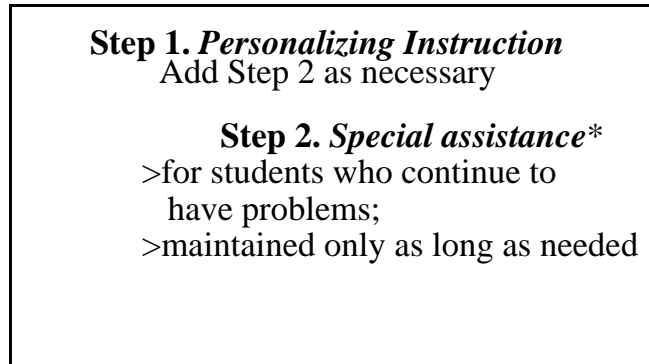 Step 1. Personalizing Instruction
Add Step 2 as necessary
Step 2. Special assistance*
>for students who continue to
have problems;
>maintained only as long as needed